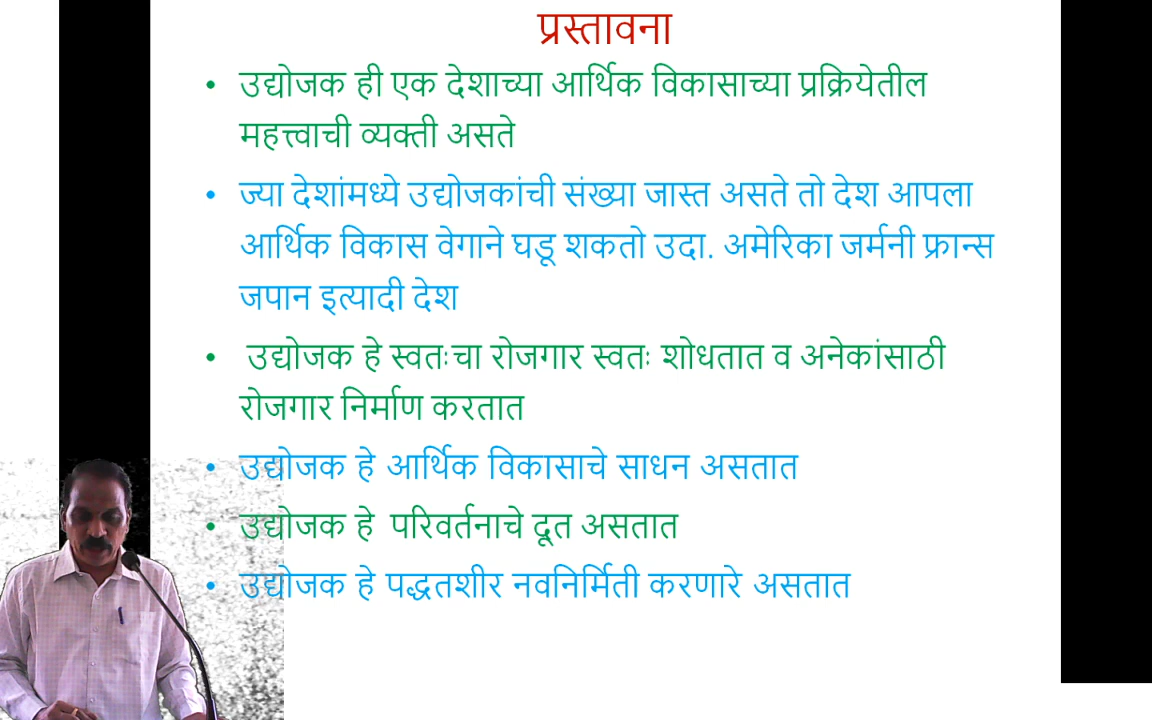 प्रस्तावना
• उद्योजक ही एक देशाच्या आर्थिक विकासाच्या प्रक्रियेतील
महत्त्वाची व्यक्ती असते
• ज्या देशांमध्ये उद्योजकांची संख्या जास्त असते तो देश आपला
आर्थिक विकास वेगाने घडू शकतो उदा. अमेरिका जर्मनी फ्रान्स
जपान इत्यादी देश
• उद्योजक हे स्वतःचा रोजगार स्वतः शोधतात व अनेकांसाठी
रोजगार निर्माण करतात
• उद्योजक हे आर्थिक विकासाचे साधन असतात
• उद्योजक हे परिवर्तनाचे दूत असतात
• उद्योजक हे पद्धतशीर नवनिर्मिती करणारे असतात